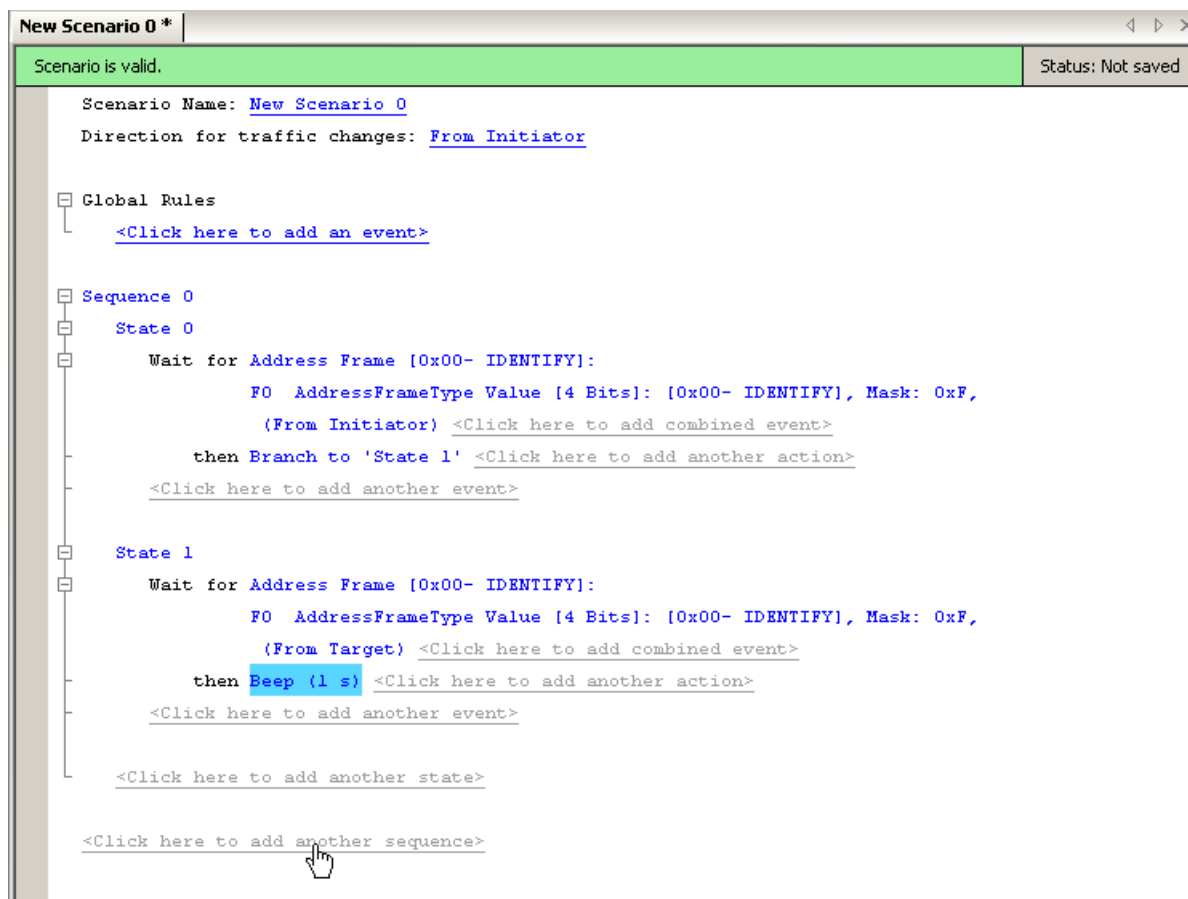 New Scenario 0 *
Scenario is valid. Status: Not saved
Scenario Name: New Scenario 0
Direction for traffic changes: From Initiator
Global Rules
<Click here to add an event>
Sequence 0
State 0
Wait for Address Frame [0x00- IDENTIFY]:
F0 AddressFrameType Value [4 Bits]: [0x00- IDENTIFY], Mask: 0xF,
(From Initiator) <Click here to add combined event>
then Branch to 'State 1' <Click here to add another action>
<Click here to add another event>
State 1
Wait for Address Frame [0x00- IDENTIFY]:
F0 AddressFrameType Value [4 Bits]: [0x00- IDENTIFY], Mask: 0xF,
(From Target) <Click here to add combined event>
then Beep (1 s) <Click here to add another action>
<Click here to add another event>
<Click here to add another state>
<Click here to add another sequence>